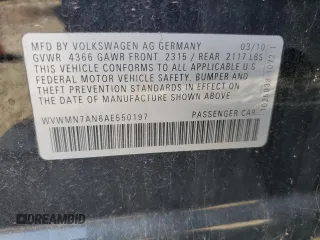 MFD BY VOLKSWAGEN AG GERMANY 03/10
GVWR 4366 GAWR FRONT 2315 / REAR 2117 LBS
THIS VEHICLE CONFORMS TO ALL APPLICABLE U.S.
FEDERAL MOTOR VEHICLE SAFETY, BUMPER AND
THEFT PREVENTION STANDARDS IN EFFECT ON THE
DATE OF MANUFACTURE SHOWN ABOVE.
WVWMN7AN8AE550197 PASSENGER CAR
DREAMBID